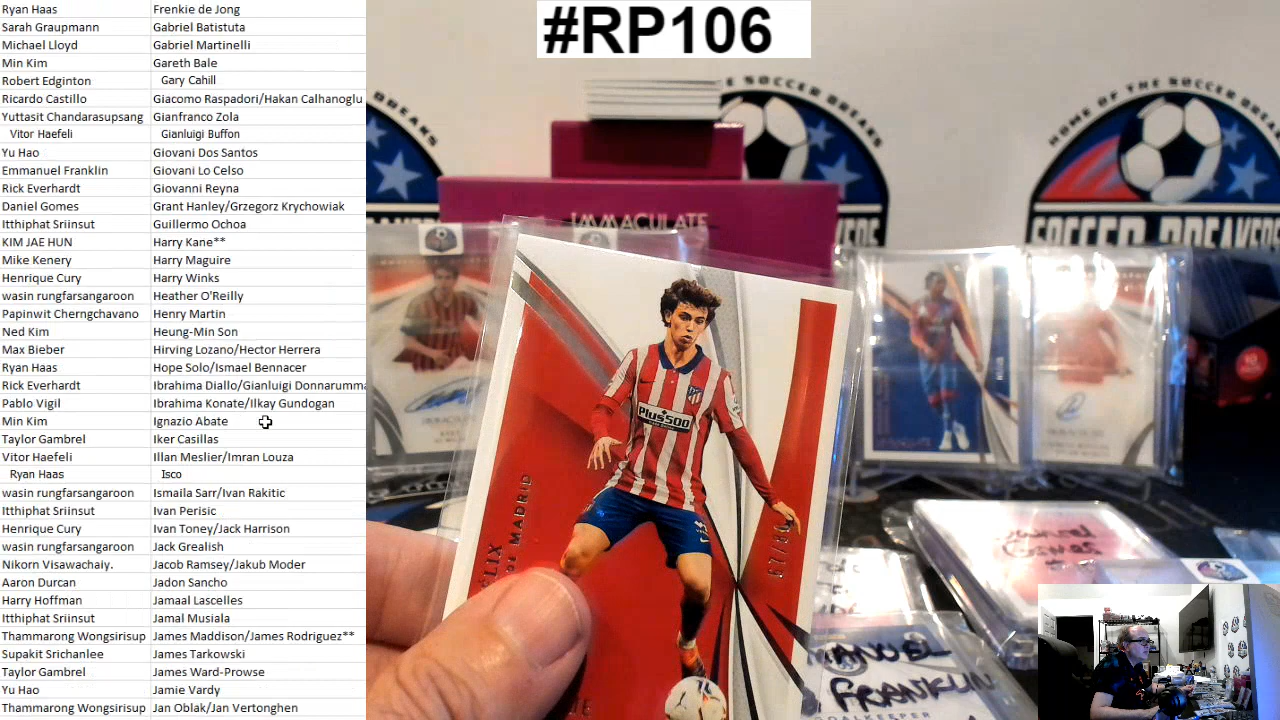 #RP106
Ryan Haas Frenkie de Jong
Sarah Graupmann Gabriel Batistuta
Michael Lloyd Gabriel Martinelli
Min Kim Gareth Bale
Robert Edginton Gary Cahill
Ricardo Castillo Giacomo Raspadori/Hakan Calhanoglu
Yuttasit Chandarasupsang Gianfranco Zola
Vitor Haefeli Gianluigi Buffon
Yu Hao Giovani Dos Santos
Emmanuel Franklin Giovani Lo Celso
Rick Everhardt Giovanni Reyna
Daniel Gomes Grant Hanley/Grzegorz Krychowiak
Itthiphat Sriinsut Guillermo Ochoa
KIM JAE HUN Harry Kane**
Mike Kenery Harry Maguire
Henrique Cury Harry Winks
wasin rungfarsangaroon Heather O'Reilly
Papinwit Cherngchavano Henry Martin
Ned Kim Heung-Min Son
Max Bieber Hirving Lozano/Hector Herrera
Ryan Haas Hope Solo/Ismael Bennacer
Rick Everhardt Ibrahima Diallo/Gianluigi Donnarumma
Pablo Vigil Ibrahima Konate/Ilkay Gundogan
Min Kim Ignazio Abate
Taylor Gambrel Iker Casillas
Vitor Haefeli Illan Meslier/Imran Louza
Ryan Haas Isco
wasin rungfarsangaroon Ismaila Sarr/Ivan Rakitic
Itthiphat Sriinsut Ivan Perisic
Henrique Cury Ivan Toney/Jack Harrison
wasin rungfarsangaroon Jack Grealish
Nikorn Visawachaiy. Jacob Ramsey/Jakub Moder
Aaron Durcan Jadon Sancho
Harry Hoffman Jamaal Lascelles
Itthiphat Sriinsut Jamal Musiala
Thammarong Wongsirisup James Maddison/James Rodriguez**
Supakit Srichanlee James Tarkowski
Taylor Gambrel James Ward-Prowse
Yu Hao Jamie Vardy
Thammarong Wongsirisup Jan Oblak/Jan Vertonghen
HOME OF THE SOCCER BREAKS
SOCCER BREAKERS
IMMACULATE
Plus500
MADRID
FRANKLIN
GOALKEEPER